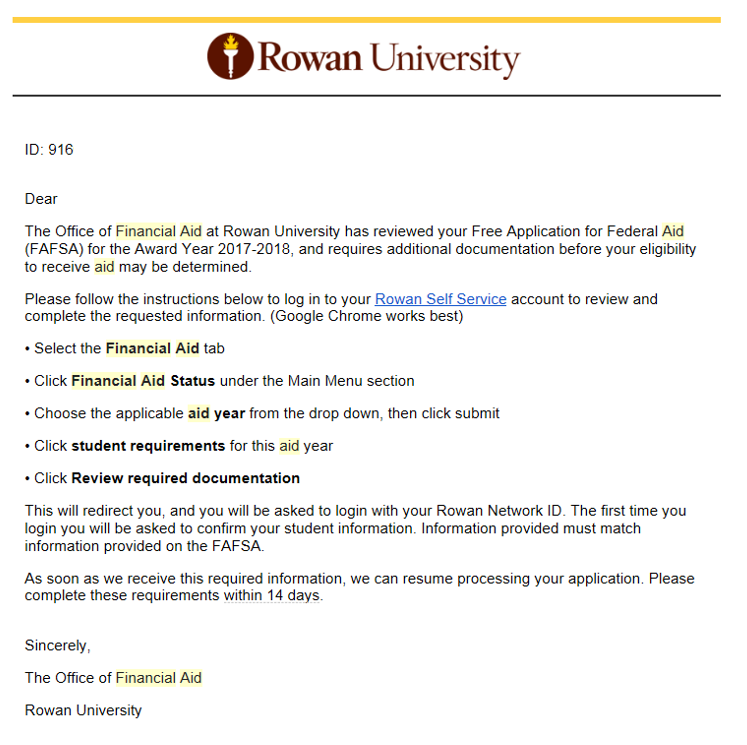 Rowan University
ID: 916
Dear
The Office of Financial Aid at Rowan University has reviewed your Free Application for Federal Aid
(FAFSA) for the Award Year 2017-2018, and requires additional documentation before your eligibility
to receive aid may be determined.
Please follow the instructions below to log in to your Rowan Self Service account to review and
complete the requested information. (Google Chrome works best)
• Select the Financial Aid tab
• Click Financial Aid Status under the Main Menu section
• Choose the applicable aid year from the drop down, then click submit
• Click student requirements for this aid year
• Click Review required documentation
This will redirect you, and you will be asked to login with your Rowan Network ID. The first time you
login you will be asked to confirm your student information. Information provided must match
information provided on the FAFSA.
As soon as we receive this required information, we can resume processing your application. Please
complete these requirements within 14 days.
Sincerely,
The Office of Financial Aid
Rowan University